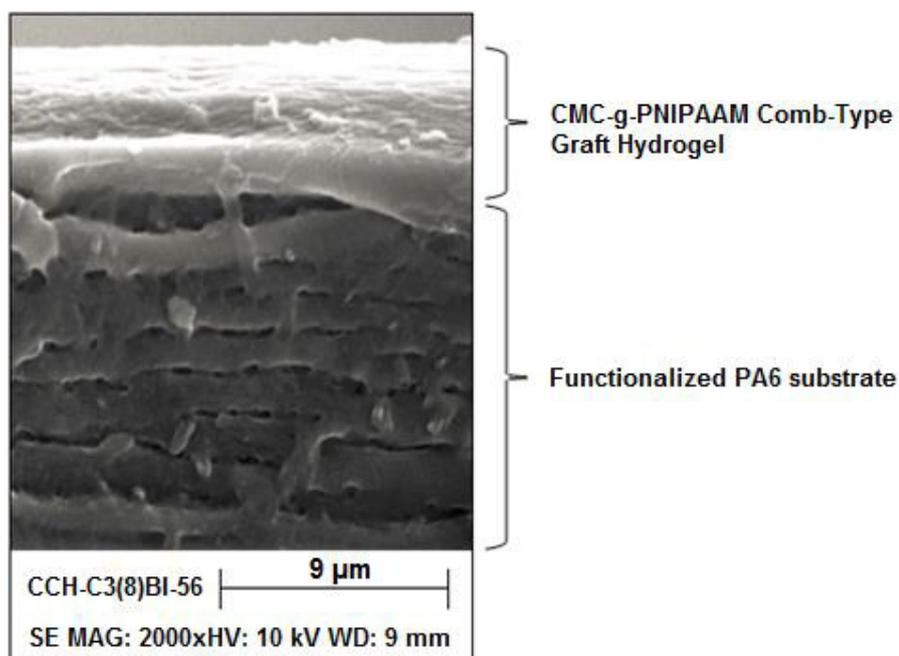 CMC-g-PNIPAAM Comb-Type
Graft Hydrogel
Functionalized PA6 substrate
9 µm
CCH-C3(8)BI-56
SE MAG: 2000xHV: 10 kV WD: 9 mm